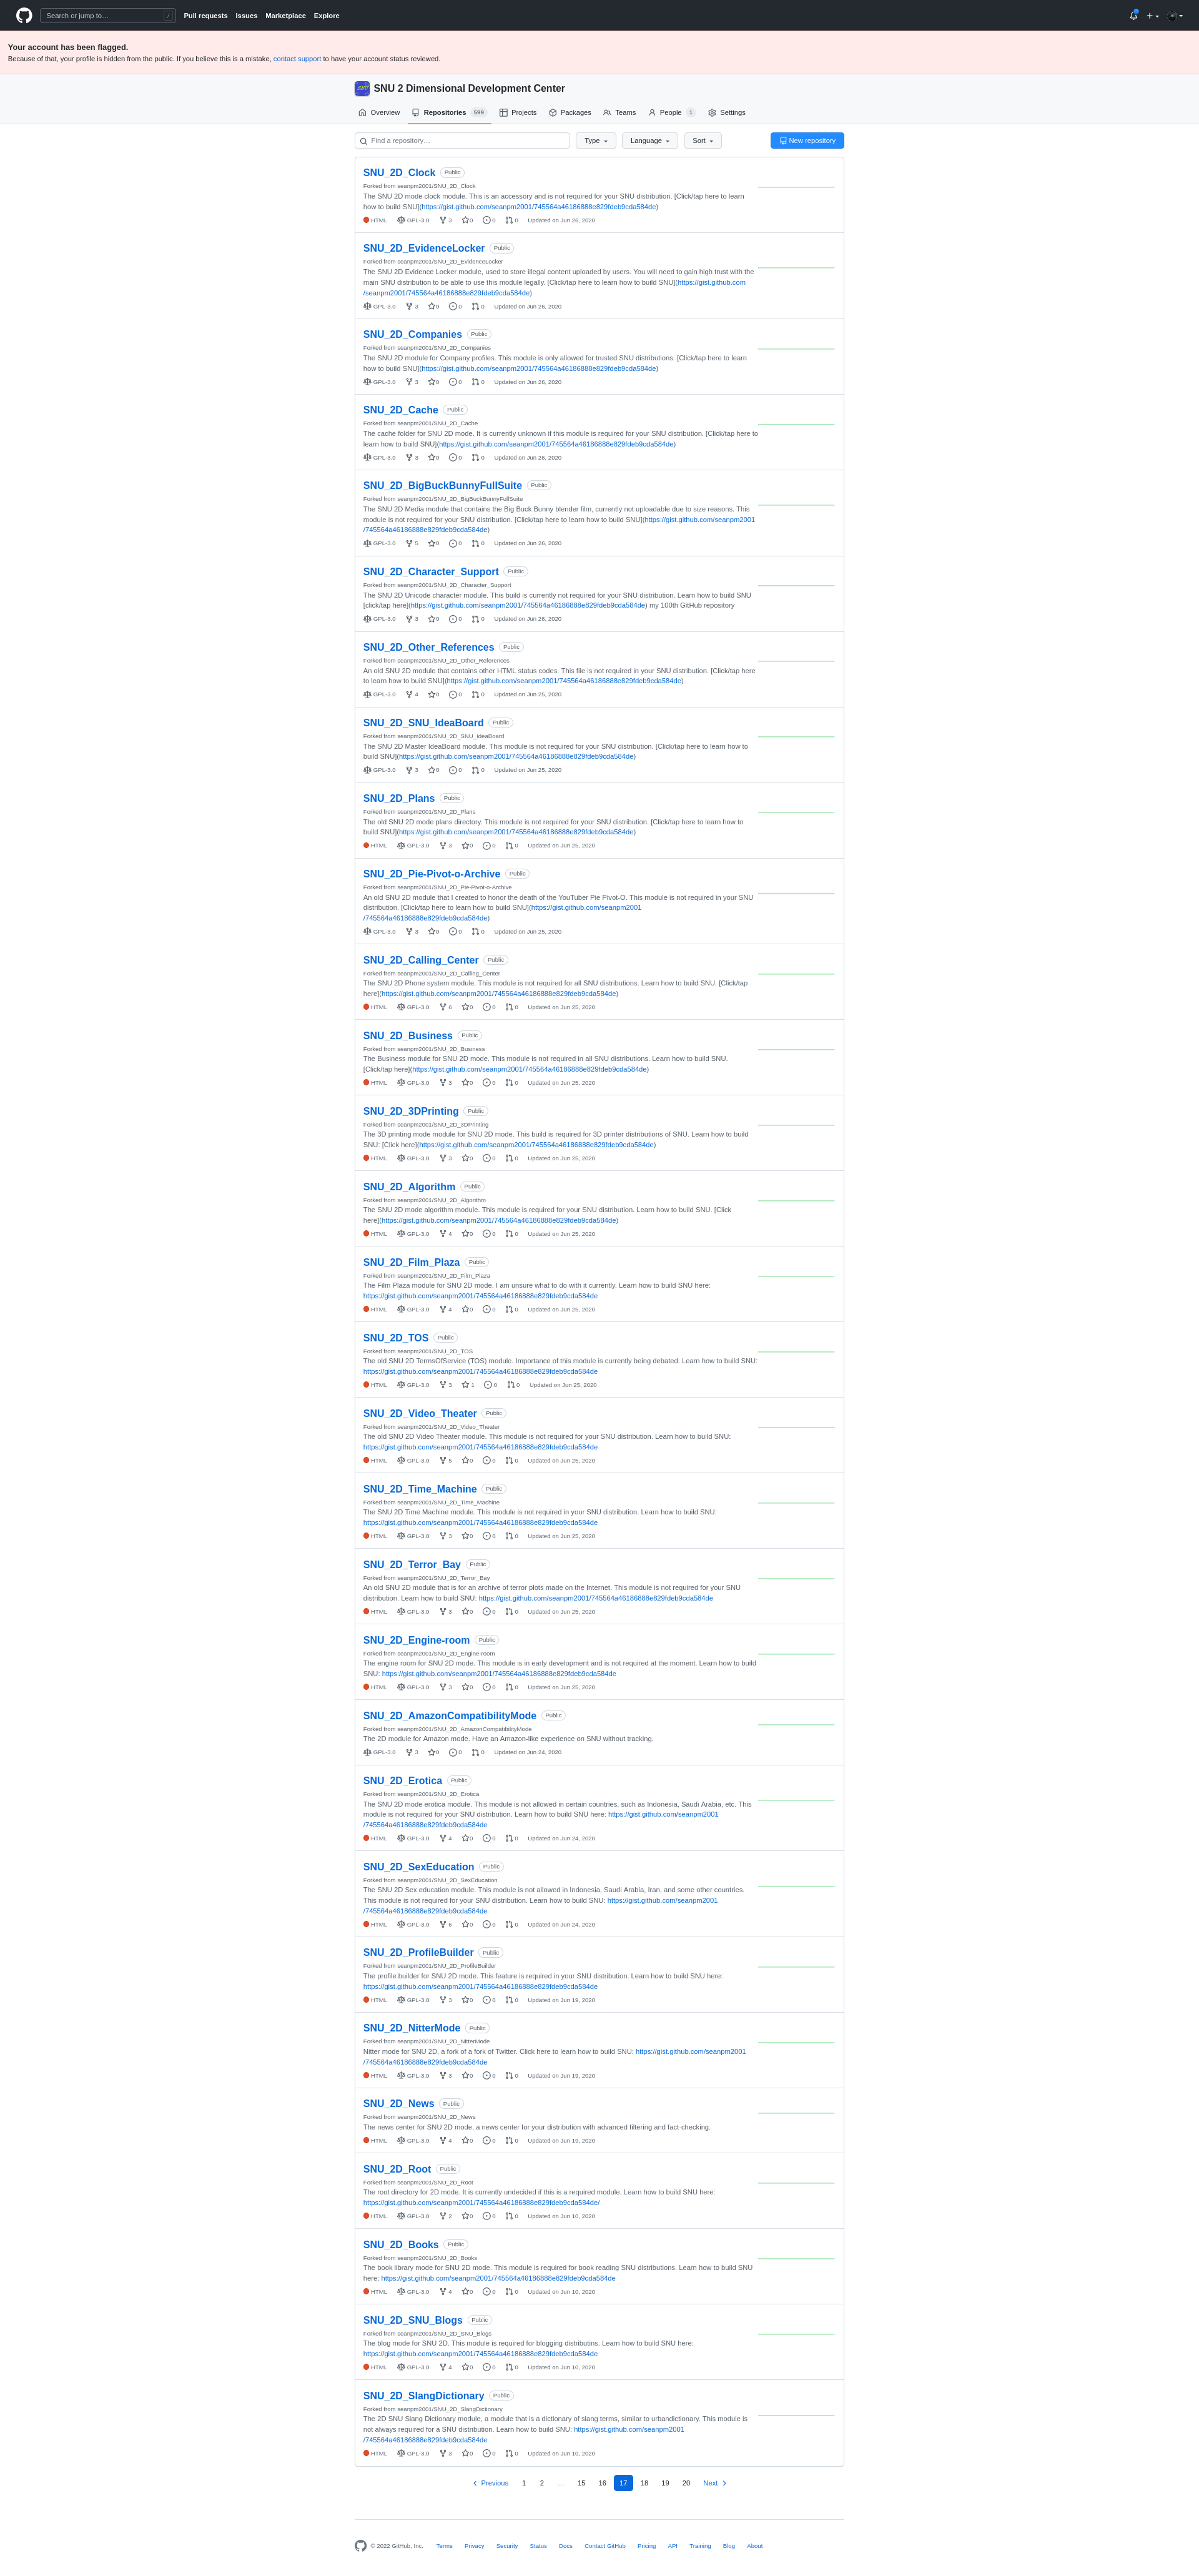 Search or jump to…
/
Pull requests Issues Marketplace Explore
Your account has been flagged.
Because of that, your profile is hidden from the public. If you believe this is a mistake, contact support to have your account status reviewed.
SNU 2 Dimensional Development Center
Overview Repositories 599 Projects Packages Teams People 1 Settings
Find a repository… Type Language Sort New repository
SNU_2D_Clock Public
Forked from seanpm2001/SNU_2D_Clock
The SNU 2D mode clock module. This is an accessory and is not required for your SNU distribution. [Click/tap here to learn
how to build SNU](https://gist.github.com/seanpm2001/745564a46186888e829fdeb9cda584de)
HTML GPL-3.0 3 0 0 0 Updated on Jun 26, 2020
SNU_2D_EvidenceLocker Public
Forked from seanpm2001/SNU_2D_EvidenceLocker
The SNU 2D Evidence Locker module, used to store illegal content uploaded by users. You will need to gain high trust with the
main SNU distribution to be able to use this module legally. [Click/tap here to learn how to build SNU](https://gist.github.com
/seanpm2001/745564a46186888e829fdeb9cda584de)
GPL-3.0 3 0 0 0 Updated on Jun 26, 2020
SNU_2D_Companies Public
Forked from seanpm2001/SNU_2D_Companies
The SNU 2D module for Company profiles. This module is only allowed for trusted SNU distributions. [Click/tap here to learn
how to build SNU](https://gist.github.com/seanpm2001/745564a46186888e829fdeb9cda584de)
GPL-3.0 3 0 0 0 Updated on Jun 26, 2020
SNU_2D_Cache Public
Forked from seanpm2001/SNU_2D_Cache
The cache folder for SNU 2D mode. It is currently unknown if this module is required for your SNU distribution. [Click/tap here to
learn how to build SNU](https://gist.github.com/seanpm2001/745564a46186888e829fdeb9cda584de)
GPL-3.0 3 0 0 0 Updated on Jun 26, 2020
SNU_2D_BigBuckBunnyFullSuite Public
Forked from seanpm2001/SNU_2D_BigBuckBunnyFullSuite
The SNU 2D Media module that contains the Big Buck Bunny blender film, currently not uploadable due to size reasons. This
module is not required for your SNU distribution. [Click/tap here to learn how to build SNU](https://gist.github.com/seanpm2001
/745564a46186888e829fdeb9cda584de)
GPL-3.0 5 0 0 0 Updated on Jun 26, 2020
SNU_2D_Character_Support Public
Forked from seanpm2001/SNU_2D_Character_Support
The SNU 2D Unicode character module. This build is currently not required for your SNU distribution. Learn how to build SNU
[click/tap here](https://gist.github.com/seanpm2001/745564a46186888e829fdeb9cda584de) my 100th GitHub repository
GPL-3.0 3 0 0 0 Updated on Jun 26, 2020
SNU_2D_Other_References Public
Forked from seanpm2001/SNU_2D_Other_References
An old SNU 2D module that contains other HTML status codes. This file is not required in your SNU distribution. [Click/tap here
to learn how to build SNU](https://gist.github.com/seanpm2001/745564a46186888e829fdeb9cda584de)
GPL-3.0 4 0 0 0 Updated on Jun 25, 2020
SNU_2D_SNU_IdeaBoard Public
Forked from seanpm2001/SNU_2D_SNU_IdeaBoard
The SNU 2D Master IdeaBoard module. This module is not required for your SNU distribution. [Click/tap here to learn how to
build SNU](https://gist.github.com/seanpm2001/745564a46186888e829fdeb9cda584de)
GPL-3.0 3 0 0 0 Updated on Jun 25, 2020
SNU_2D_Plans Public
Forked from seanpm2001/SNU_2D_Plans
The old SNU 2D mode plans directory. This module is not required for your SNU distribution. [Click/tap here to learn how to
build SNU](https://gist.github.com/seanpm2001/745564a46186888e829fdeb9cda584de)
HTML GPL-3.0 3 0 0 0 Updated on Jun 25, 2020
SNU_2D_Pie-Pivot-o-Archive Public
Forked from seanpm2001/SNU_2D_Pie-Pivot-o-Archive
An old SNU 2D module that I created to honor the death of the YouTuber Pie Pivot-O. This module is not required in your SNU
distribution. [Click/tap here to learn how to build SNU](https://gist.github.com/seanpm2001
/745564a46186888e829fdeb9cda584de)
GPL-3.0 3 0 0 0 Updated on Jun 25, 2020
SNU_2D_Calling_Center Public
Forked from seanpm2001/SNU_2D_Calling_Center
The SNU 2D Phone system module. This module is not required for all SNU distributions. Learn how to build SNU. [Click/tap
here](https://gist.github.com/seanpm2001/745564a46186888e829fdeb9cda584de)
HTML GPL-3.0 6 0 0 0 Updated on Jun 25, 2020
SNU_2D_Business Public
Forked from seanpm2001/SNU_2D_Business
The Business module for SNU 2D mode. This module is not required in all SNU distributions. Learn how to build SNU.
[Click/tap here](https://gist.github.com/seanpm2001/745564a46186888e829fdeb9cda584de)
HTML GPL-3.0 3 0 0 0 Updated on Jun 25, 2020
SNU_2D_3DPrinting Public
Forked from seanpm2001/SNU_2D_3DPrinting
The 3D printing mode module for SNU 2D mode. This build is required for 3D printer distributions of SNU. Learn how to build
SNU: [Click here](https://gist.github.com/seanpm2001/745564a46186888e829fdeb9cda584de)
HTML GPL-3.0 3 0 0 0 Updated on Jun 25, 2020
SNU_2D_Algorithm Public
Forked from seanpm2001/SNU_2D_Algorithm
The SNU 2D mode algorithm module. This module is required for your SNU distribution. Learn how to build SNU. [Click
here](https://gist.github.com/seanpm2001/745564a46186888e829fdeb9cda584de)
HTML GPL-3.0 4 0 0 0 Updated on Jun 25, 2020
SNU_2D_Film_Plaza Public
Forked from seanpm2001/SNU_2D_Film_Plaza
The Film Plaza module for SNU 2D mode. I am unsure what to do with it currently. Learn how to build SNU here:
https://gist.github.com/seanpm2001/745564a46186888e829fdeb9cda584de
HTML GPL-3.0 4 0 0 0 Updated on Jun 25, 2020
SNU_2D_TOS Public
Forked from seanpm2001/SNU_2D_TOS
The old SNU 2D TermsOfService (TOS) module. Importance of this module is currently being debated. Learn how to build SNU:
https://gist.github.com/seanpm2001/745564a46186888e829fdeb9cda584de
HTML GPL-3.0 3 1 0 0 Updated on Jun 25, 2020
SNU_2D_Video_Theater Public
Forked from seanpm2001/SNU_2D_Video_Theater
The old SNU 2D Video Theater module. This module is not required for your SNU distribution. Learn how to build SNU:
https://gist.github.com/seanpm2001/745564a46186888e829fdeb9cda584de
HTML GPL-3.0 5 0 0 0 Updated on Jun 25, 2020
SNU_2D_Time_Machine Public
Forked from seanpm2001/SNU_2D_Time_Machine
The SNU 2D Time Machine module. This module is not required in your SNU distribution. Learn how to build SNU:
https://gist.github.com/seanpm2001/745564a46186888e829fdeb9cda584de
HTML GPL-3.0 3 0 0 0 Updated on Jun 25, 2020
SNU_2D_Terror_Bay Public
Forked from seanpm2001/SNU_2D_Terror_Bay
An old SNU 2D module that is for an archive of terror plots made on the Internet. This module is not required for your SNU
distribution. Learn how to build SNU: https://gist.github.com/seanpm2001/745564a46186888e829fdeb9cda584de
HTML GPL-3.0 3 0 0 0 Updated on Jun 25, 2020
SNU_2D_Engine-room Public
Forked from seanpm2001/SNU_2D_Engine-room
The engine room for SNU 2D mode. This module is in early development and is not required at the moment. Learn how to build
SNU: https://gist.github.com/seanpm2001/745564a46186888e829fdeb9cda584de
HTML GPL-3.0 3 0 0 0 Updated on Jun 25, 2020
SNU_2D_AmazonCompatibilityMode Public
Forked from seanpm2001/SNU_2D_AmazonCompatibilityMode
The 2D module for Amazon mode. Have an Amazon-like experience on SNU without tracking.
GPL-3.0 3 0 0 0 Updated on Jun 24, 2020
SNU_2D_Erotica Public
Forked from seanpm2001/SNU_2D_Erotica
The SNU 2D mode erotica module. This module is not allowed in certain countries, such as Indonesia, Saudi Arabia, etc. This
module is not required for your SNU distribution. Learn how to build SNU here: https://gist.github.com/seanpm2001
/745564a46186888e829fdeb9cda584de
HTML GPL-3.0 4 0 0 0 Updated on Jun 24, 2020
SNU_2D_SexEducation Public
Forked from seanpm2001/SNU_2D_SexEducation
The SNU 2D Sex education module. This module is not allowed in Indonesia, Saudi Arabia, Iran, and some other countries.
This module is not required for your SNU distribution. Learn how to build SNU: https://gist.github.com/seanpm2001
/745564a46186888e829fdeb9cda584de
HTML GPL-3.0 6 0 0 0 Updated on Jun 24, 2020
SNU_2D_ProfileBuilder Public
Forked from seanpm2001/SNU_2D_ProfileBuilder
The profile builder for SNU 2D mode. This feature is required in your SNU distribution. Learn how to build SNU here:
https://gist.github.com/seanpm2001/745564a46186888e829fdeb9cda584de
HTML GPL-3.0 3 0 0 0 Updated on Jun 19, 2020
SNU_2D_NitterMode Public
Forked from seanpm2001/SNU_2D_NitterMode
Nitter mode for SNU 2D, a fork of a fork of Twitter. Click here to learn how to build SNU: https://gist.github.com/seanpm2001
/745564a46186888e829fdeb9cda584de
HTML GPL-3.0 3 0 0 0 Updated on Jun 19, 2020
SNU_2D_News Public
Forked from seanpm2001/SNU_2D_News
The news center for SNU 2D mode, a news center for your distribution with advanced filtering and fact-checking.
HTML GPL-3.0 4 0 0 0 Updated on Jun 19, 2020
SNU_2D_Root Public
Forked from seanpm2001/SNU_2D_Root
The root directory for 2D mode. It is currently undecided if this is a required module. Learn how to build SNU here:
https://gist.github.com/seanpm2001/745564a46186888e829fdeb9cda584de/
HTML GPL-3.0 2 0 0 0 Updated on Jun 10, 2020
SNU_2D_Books Public
Forked from seanpm2001/SNU_2D_Books
The book library mode for SNU 2D mode. This module is required for book reading SNU distributions. Learn how to build SNU
here: https://gist.github.com/seanpm2001/745564a46186888e829fdeb9cda584de
HTML GPL-3.0 4 0 0 0 Updated on Jun 10, 2020
SNU_2D_SNU_Blogs Public
Forked from seanpm2001/SNU_2D_SNU_Blogs
The blog mode for SNU 2D. This module is required for blogging distributins. Learn how to build SNU here:
https://gist.github.com/seanpm2001/745564a46186888e829fdeb9cda584de
HTML GPL-3.0 4 0 0 0 Updated on Jun 10, 2020
SNU_2D_SlangDictionary Public
Forked from seanpm2001/SNU_2D_SlangDictionary
The 2D SNU Slang Dictionary module, a module that is a dictionary of slang terms, similar to urbandictionary. This module is
not always required for a SNU distribution. Learn how to build SNU: https://gist.github.com/seanpm2001
/745564a46186888e829fdeb9cda584de
HTML GPL-3.0 3 0 0 0 Updated on Jun 10, 2020
Previous 1 2 … 15 16 17 18 19 20 Next
© 2022 GitHub, Inc. Terms Privacy Security Status Docs Contact GitHub Pricing API Training Blog About